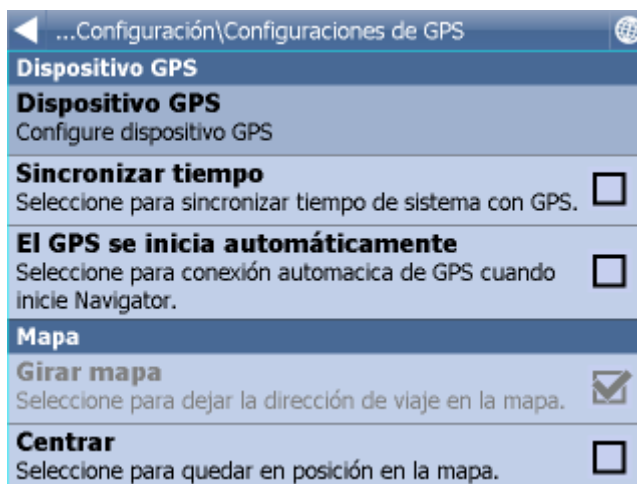 ...Configuración\Configuraciones de GPS
Dispositivo GPS
Dispositivo GPS
Configure dispositivo GPS
Sincronizar tiempo
Seleccione para sincronizar tiempo de sistema con GPS.
El GPS se inicia automáticamente
Seleccione para conexión automacica de GPS cuando
inicie Navigator.
Mapa
Girar mapa
Seleccione para dejar la dirección de viaje en la mapa.
Centrar
Seleccione para quedar en posición en la mapa.